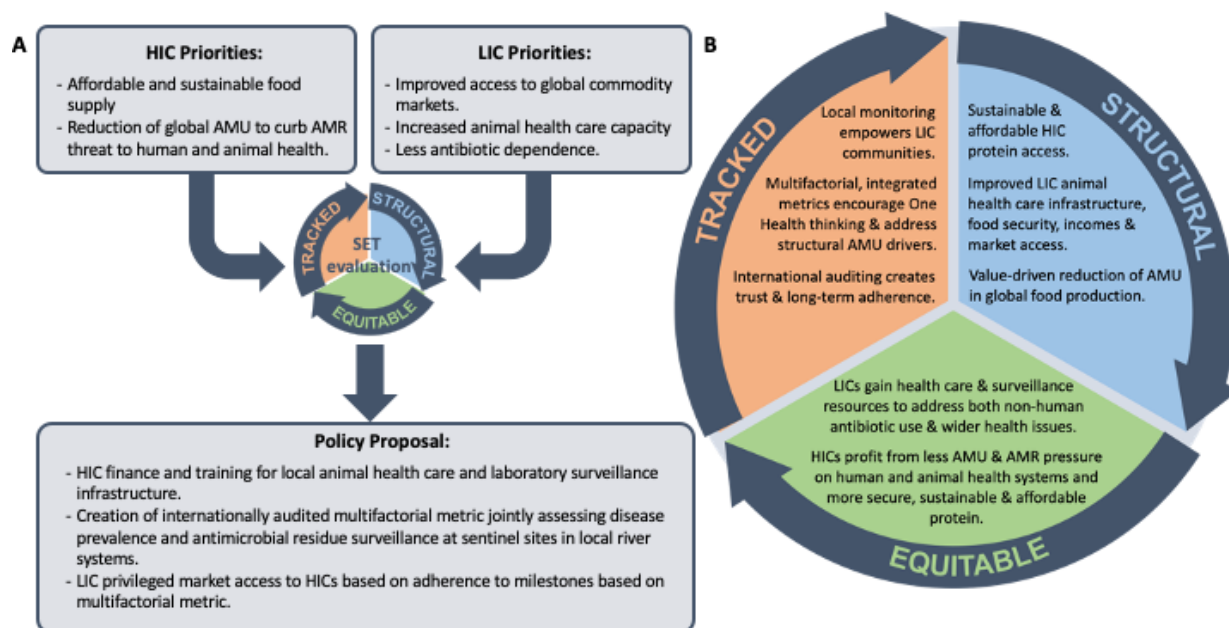 A
HIC Priorities:
- Affordable and sustainable food
supply
- Reduction of global AMU to curb AMR
threat to human and animal health.
LIC Priorities:
- Improved access to global commodity
markets.
- Increased animal health care capacity
- Less antibiotic dependence.
TRACKED
STRUCTURAL
EQUITABLE
SET
evaluation
Policy Proposal:
- HIC finance and training for local animal health care and laboratory surveillance
infrastructure.
- Creation of internationally audited multifactorial metric jointly assessing disease
prevalence and antimicrobial residue surveillance at sentinel sites in local river
systems.
- LIC privileged market access to HICs based on adherence to milestones based on
multifactorial metric.
B
TRACKED
Local monitoring
empowers LIC
communities.
Multifactorial, integrated
metrics encourage One
Health thinking & address
structural AMU drivers.
International auditing creates
trust & long-term adherence.
STRUCTURAL
Sustainable &
affordable HIC
protein access.
Improved LIC animal
health care infrastructure,
food security, incomes &
market access.
Value-driven reduction of AMU
in global food production.
LICs gain health care & surveillance
resources to address both non-human
antibiotic use & wider health issues.
HICs profit from less AMU & AMR pressure
on human and animal health systems and
more secure, sustainable & affordable
protein.
EQUITABLE